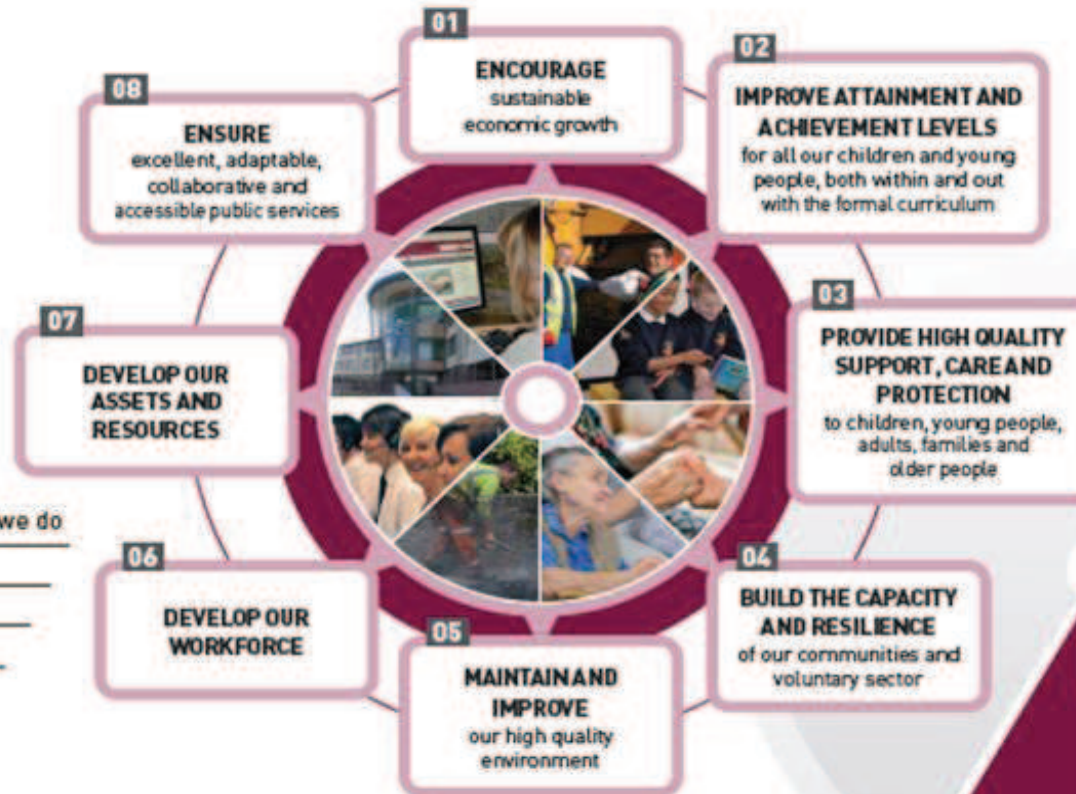 01
ENCOURAGE
sustainable
economic growth
02
IMPROVE ATTAINMENT AND
ACHIEVEMENT LEVELS
for all our children and young
people, both within and out
with the formal curriculum
03
PROVIDE HIGH QUALITY
SUPPORT, CARE AND
PROTECTION
to children, young people,
adults, families and
older people
04
BUILD THE CAPACITY
AND RESILIENCE
of our communities and
voluntary sector
05
MAINTAIN AND
IMPROVE
our high quality
environment
06
DEVELOP OUR
WORKFORCE
07
DEVELOP OUR
ASSETS AND
RESOURCES
08
ENSURE
excellent, adaptable,
collaborative and
accessible public services
we do